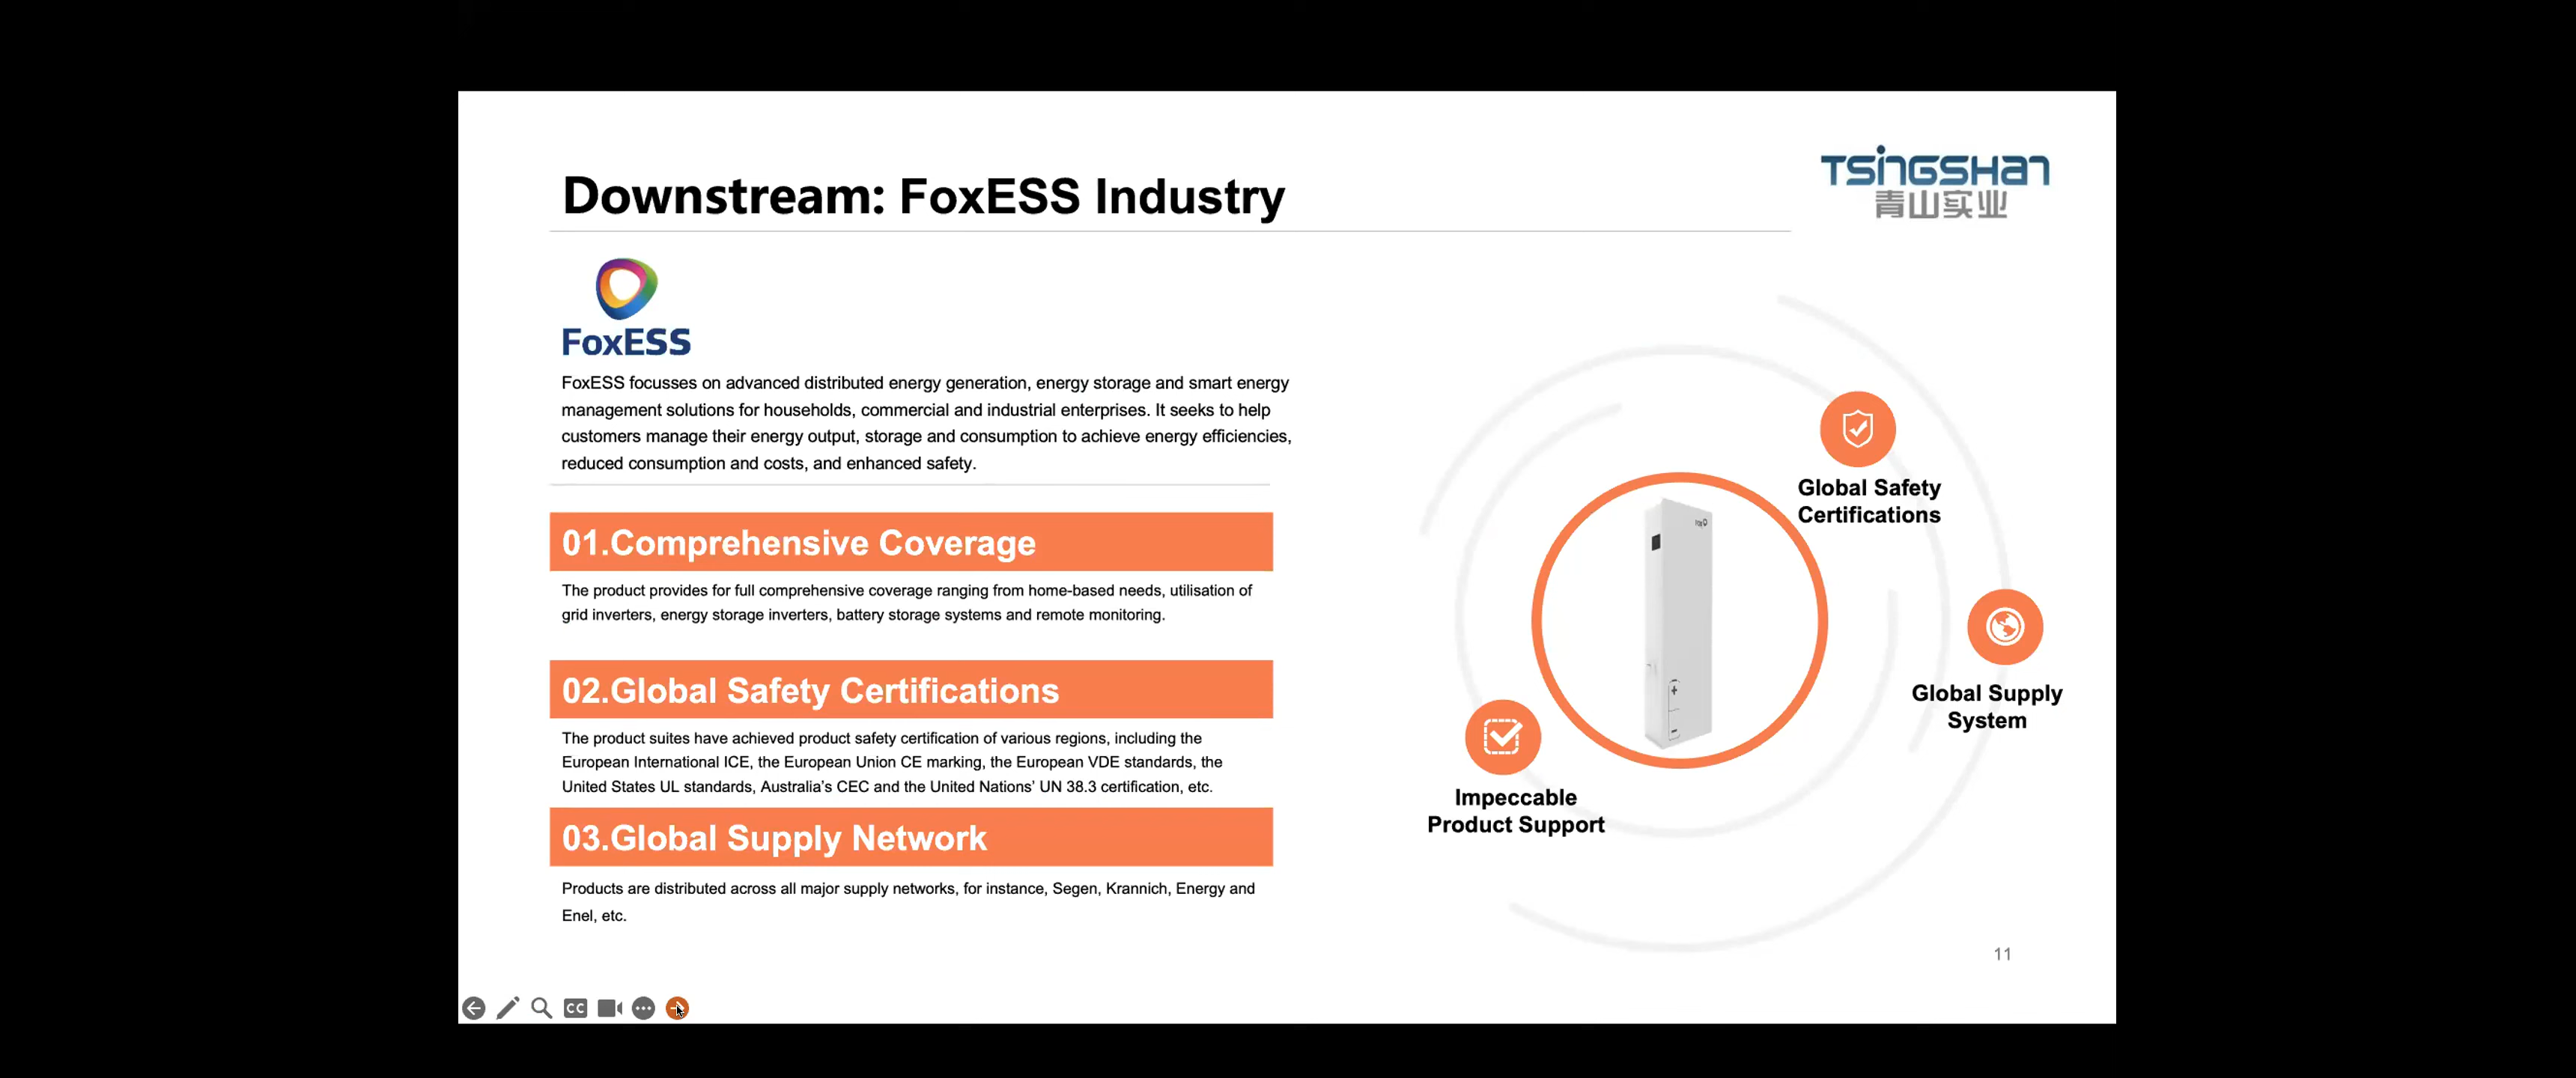 Downstream: FoxESS Industry
TSINGSHAN
青山实业
FoxESS
FoxESS focusses on advanced distributed energy generation, energy storage and smart energy
management solutions for households, commercial and industrial enterprises. It seeks to help
customers manage their energy output, storage and consumption to achieve energy efficiencies,
reduced consumption and costs, and enhanced safety.
01.Comprehensive Coverage
The product provides for full comprehensive coverage ranging from home-based needs, utilisation of
grid inverters, energy storage inverters, battery storage systems and remote monitoring.
02.Global Safety Certifications
The product suites have achieved product safety certification of various regions, including the
European International ICE, the European Union CE marking, the European VDE standards, the
United States UL standards, Australia's CEC and the United Nations' UN 38.3 certification, etc.
03.Global Supply Network
Products are distributed across all major supply networks, for instance, Segen, Krannich, Energy and
Enel, etc.
Global Safety
Certifications
Global Supply
System
Impeccable
Product Support
11
CC